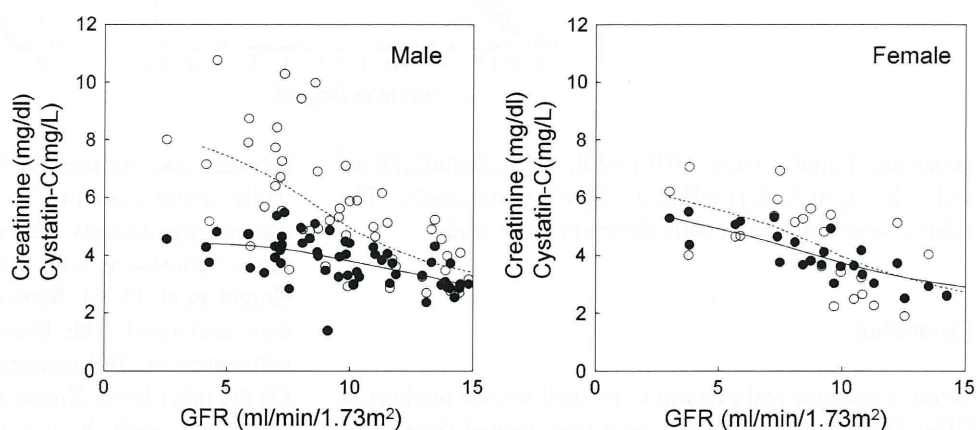 Creatinine (mg/dl)
Cystatin-C(mg/L)
12
10
8
6
4
2
0
Male
0
5
10
15
GFR (ml/min/1.73m²)
Creatinine (mg/dl)
Cystatin-C(mg/L)
12
10
8
6
4
2
0
Female
0
5
10
15
GFR (ml/min/1.73m²)